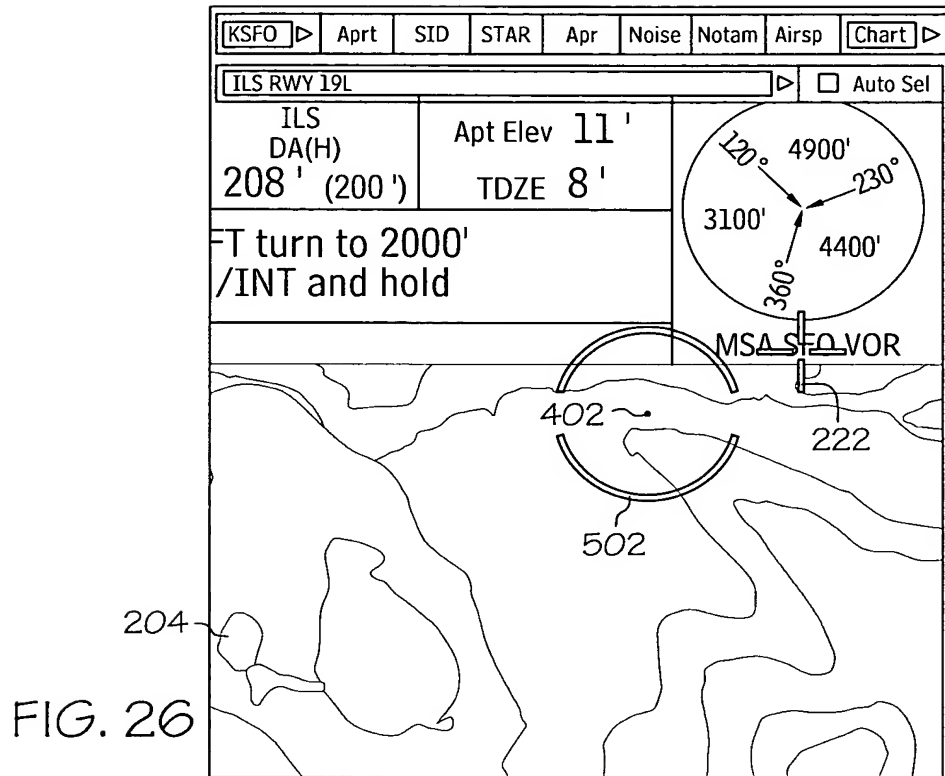 KSFO Aprt SID STAR Apr Noise Notam Airsp Chart
ILS RWY 19L Auto Sel
ILS
DA(H)
208' (200')
Apt Elev 11'
TDZE 8'
120°
4900'
230°
3100'
4400'
360°
FT turn to 2000'
/INT and hold
MSA SFO VOR
402
222
502
204
FIG. 26